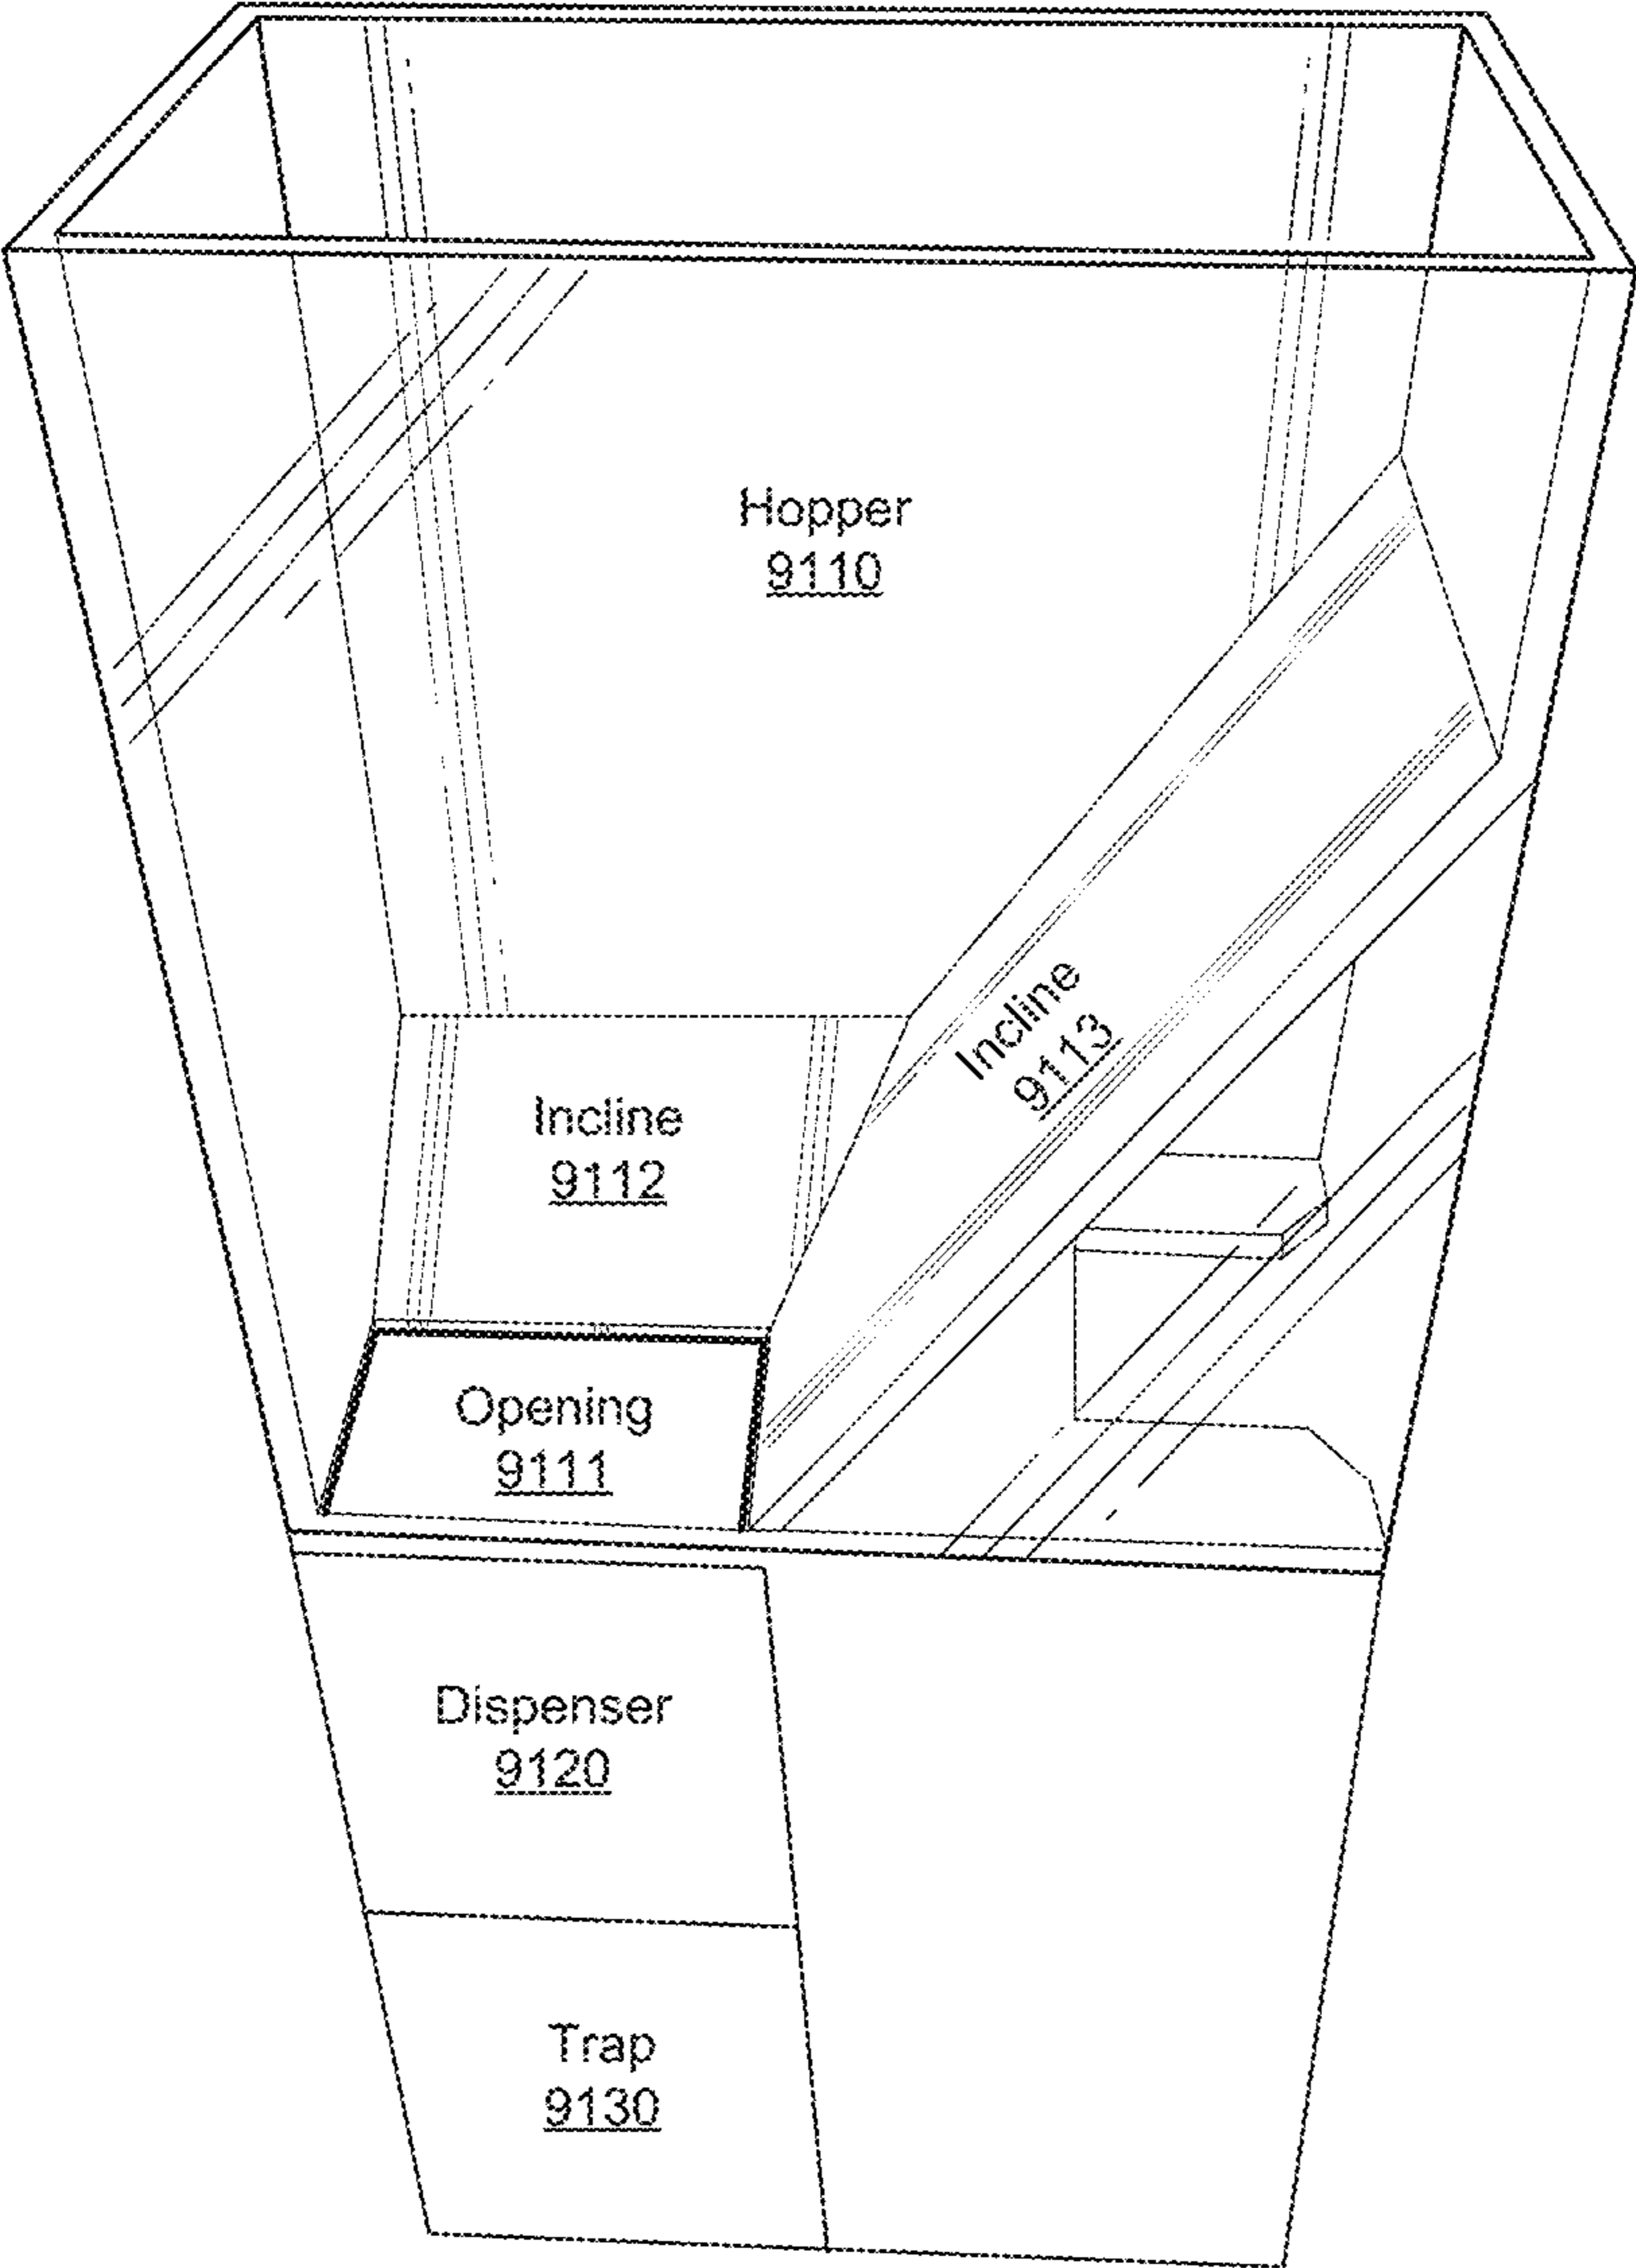 Hopper
9110
Incline
9113
Incline
9112
Opening
9111
Dispenser
9120
Trap
9130